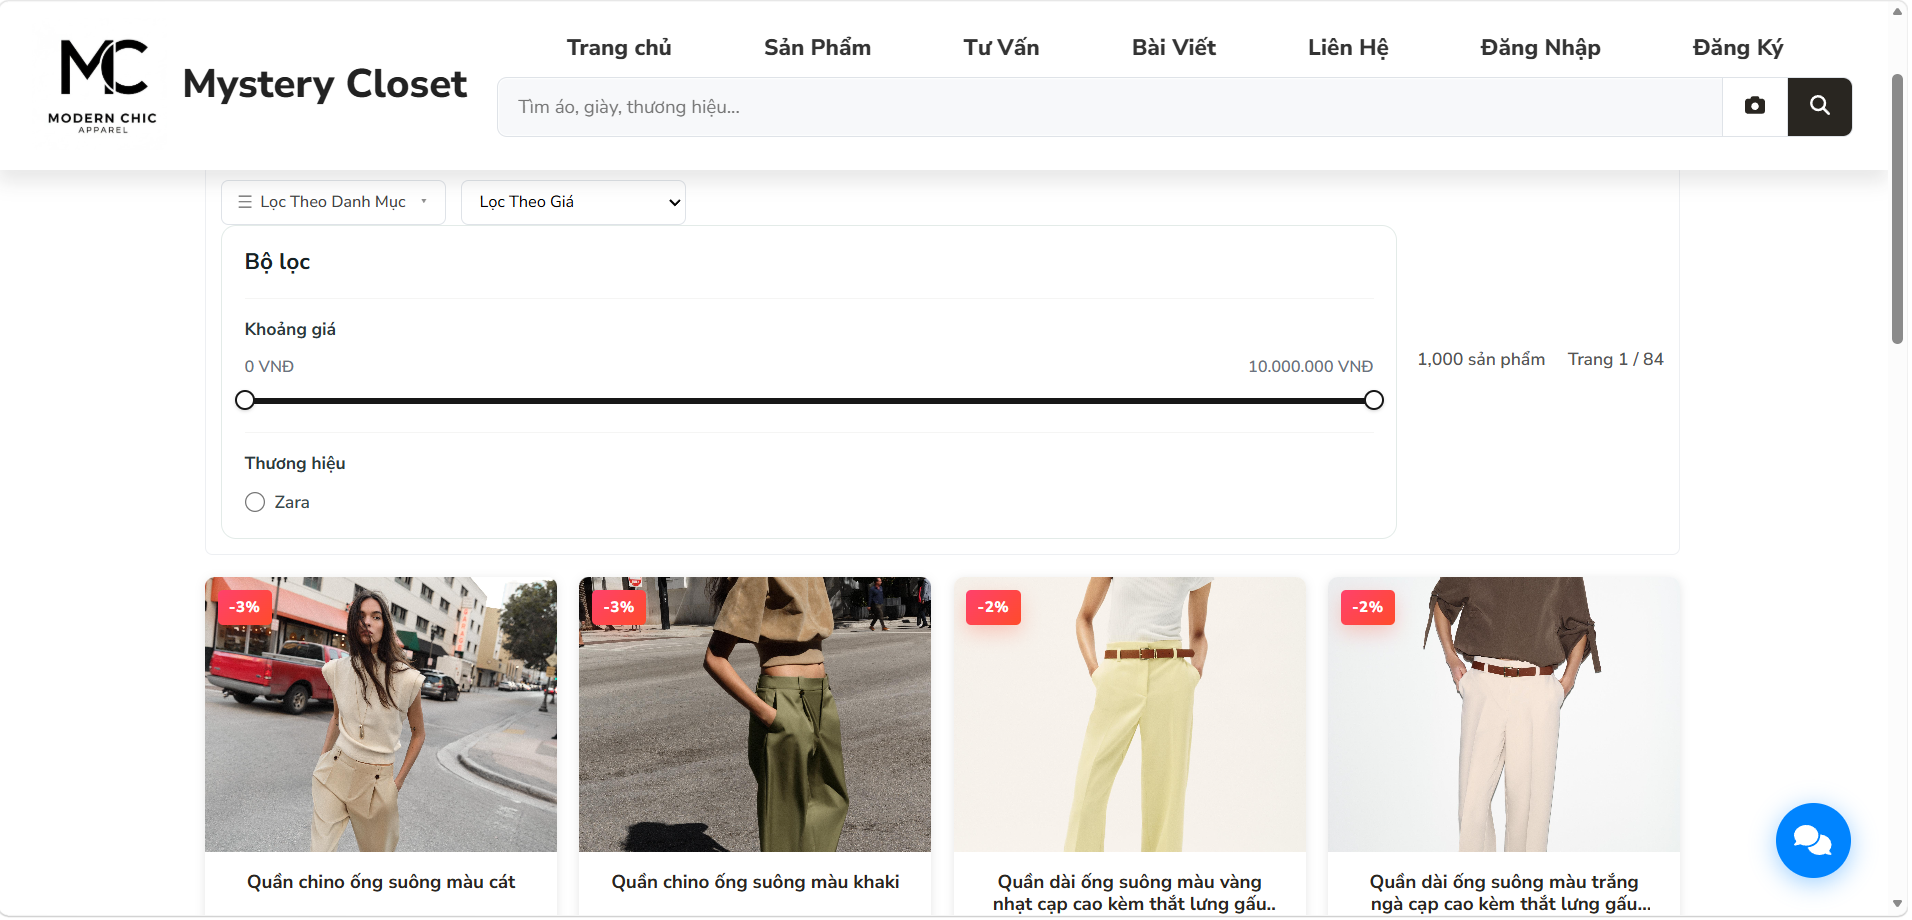 MC
MODERN CHIC
APPAREL
Mystery Closet
Trang chủ
Sản Phẩm
Tư Vấn
Bài Viết
Liên Hệ
Đăng Nhập
Đăng Ký
Tìm áo, giày, thương hiệu...
☰ Lọc Theo Danh Mục
Lọc Theo Giá
Bộ lọc
Khoảng giá
0 VNĐ
10.000.000 VNĐ
1,000 sản phẩm
Trang 1 / 84
Thương hiệu
Zara
-3%
-3%
-2%
-2%
Quần chino ống suông màu cát
Quần chino ống suông màu khaki
Quần dài ống suông màu vàng
nhạt cạp cao kèm thắt lưng gấu..
Quần dài ống suông màu trắng
ngà cạp cao kèm thắt lưng gấu...